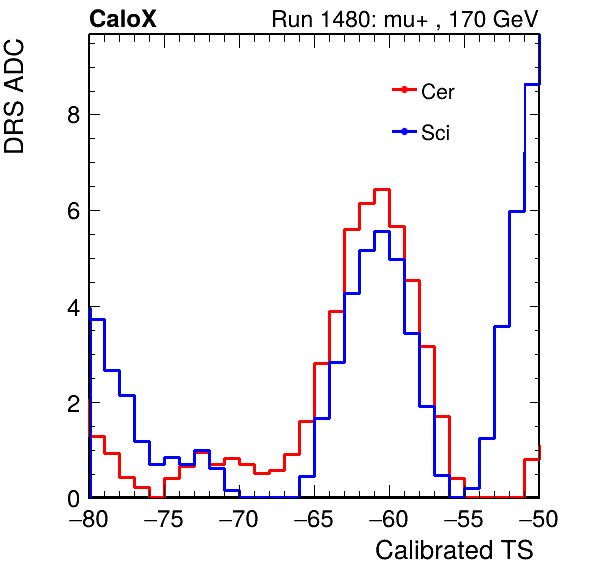 CaloX Run 1480: mu+ , 170 GeV
DRS ADC
Cer
Sci
8
6
4
2
0
−80 −75 −70 −65 −60 −55 −50
Calibrated TS